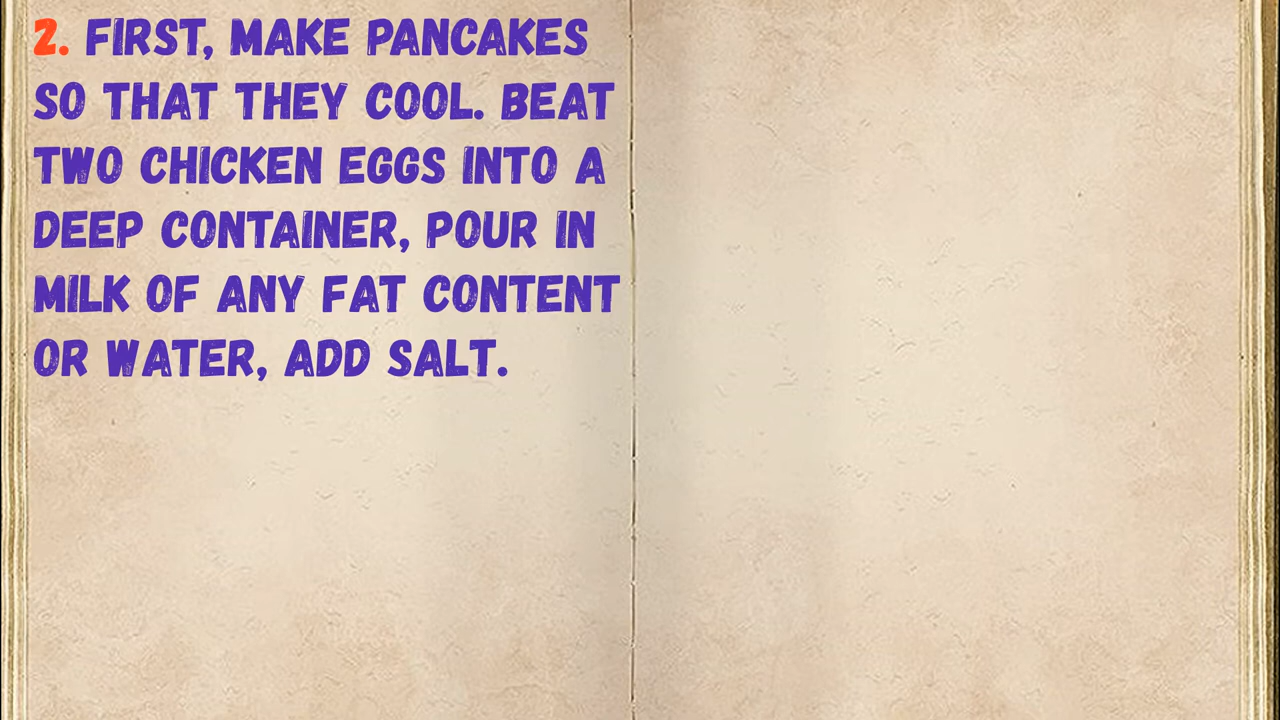 2. FIRST, MAKE PANCAKES
SO THAT THEY COOL. BEAT
TWO CHICKEN EGGS INTO A
DEEP CONTAINER, POUR IN
MILK OF ANY FAT CONTENT
OR WATER, ADD SALT.